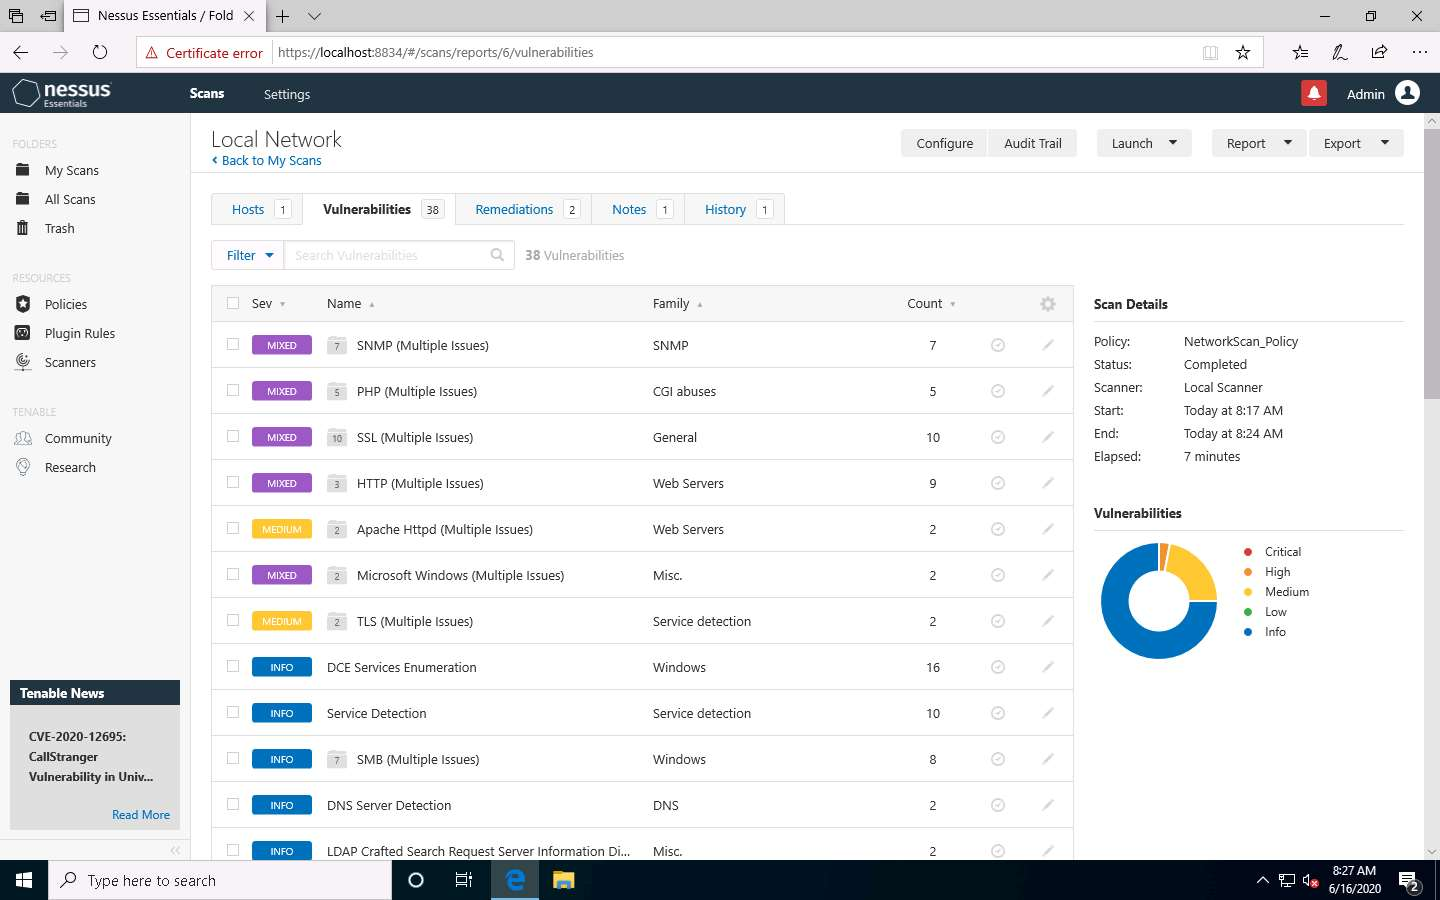 Nessus Essentials / Fold
Certificate error
https://localhost:8834/#/scans/reports/6/vulnerabilities
nessus
Essentials
Scans
Settings
Admin
FOLDERS
My Scans
All Scans
Trash
RESOURCES
Policies
Plugin Rules
Scanners
TENABLE
Community
Research
Tenable News
CVE-2020-12695:
CallStranger
Vulnerability in Univ...
Read More
Local Network
Back to My Scans
Configure
Audit Trail
Launch
Report
Export
Hosts 1
Vulnerabilities 38
Remediations 2
Notes 1
History 1
Filter
Search Vulnerabilities
38 Vulnerabilities
Sev Name Family Count
MIXED 7 SNMP (Multiple Issues) SNMP 7
MIXED 5 PHP (Multiple Issues) CGI abuses 5
MIXED 10 SSL (Multiple Issues) General 10
MIXED 3 HTTP (Multiple Issues) Web Servers 9
MEDIUM 2 Apache Httpd (Multiple Issues) Web Servers 2
MIXED 2 Microsoft Windows (Multiple Issues) Misc. 2
MEDIUM 2 TLS (Multiple Issues) Service detection 2
INFO DCE Services Enumeration Windows 16
INFO Service Detection Service detection 10
INFO 7 SMB (Multiple Issues) Windows 8
INFO DNS Server Detection DNS 2
INFO LDAP Crafted Search Request Server Information Di... Misc. 2
Scan Details
Policy: NetworkScan_Policy
Status: Completed
Scanner: Local Scanner
Start: Today at 8:17 AM
End: Today at 8:24 AM
Elapsed: 7 minutes
Vulnerabilities
Critical
High
Medium
Low
Info
Type here to search
8:27 AM
6/16/2020
2